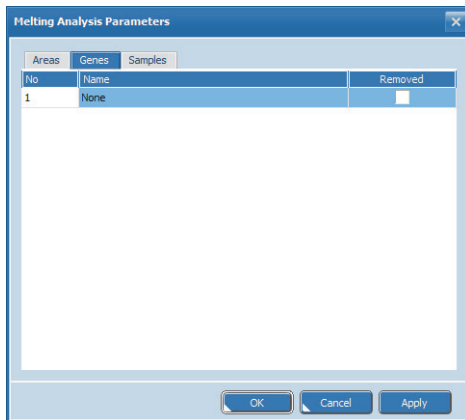 Melting Analysis Parameters
Areas Genes Samples
No Name Removed
1 None
OK Cancel Apply